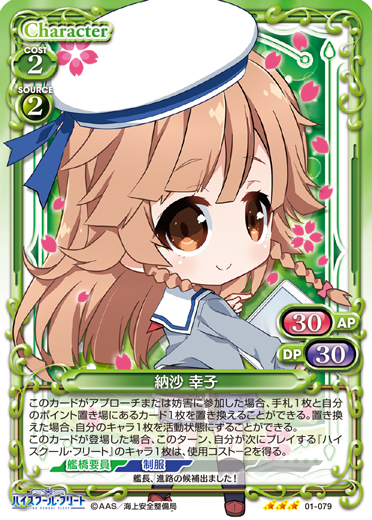 Character
COST
2
SOURCE
2
30 AP
DP 30
納沙 幸子
このカードがアプローチまたは妨害に参加した場合、手札1枚と自分
のポイント置き場にあるカード1枚を置き換えることができる。置き換
えた場合、自分のキャラ1枚を活動状態にすることができる。
このカードが登場した場合、このターン、自分が次にプレイする『ハイ
スクール・フリート』のキャラ1枚は、使用コスト-2を得る。
艦橋要員 制服
艦長、進路の候補出ました!
ハイスクール・フリート
©AAS/海上安全整備局
01-079